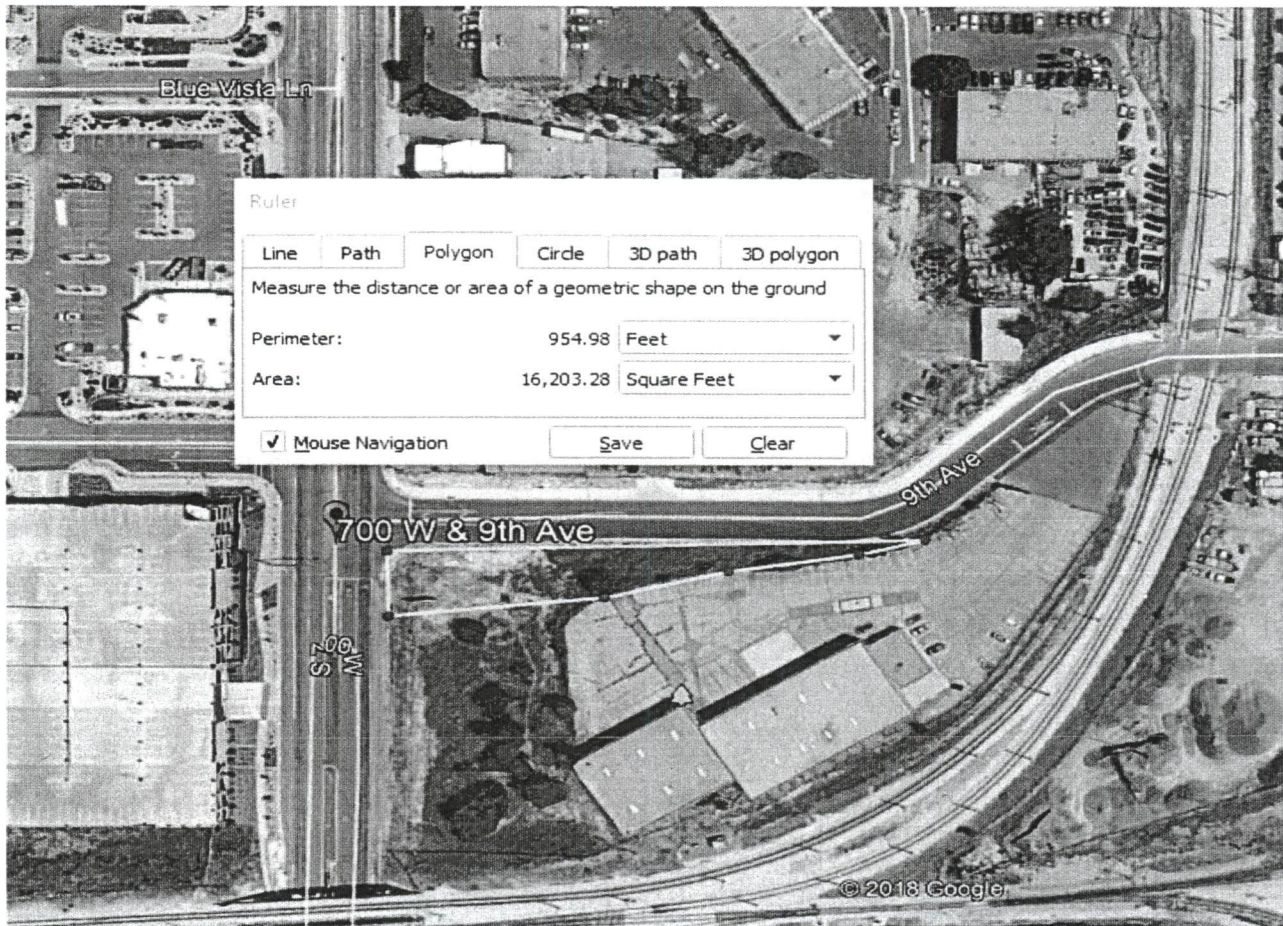 Blue Vista Ln
Ruler
Line Path Polygon Circle 3D path 3D polygon
Measure the distance or area of a geometric shape on the ground
Perimeter: 954.98 Feet
Area: 16,203.28 Square Feet
Mouse Navigation Save Clear
9th Ave
700 W & 9th Ave
S 700 W
© 2018 Google